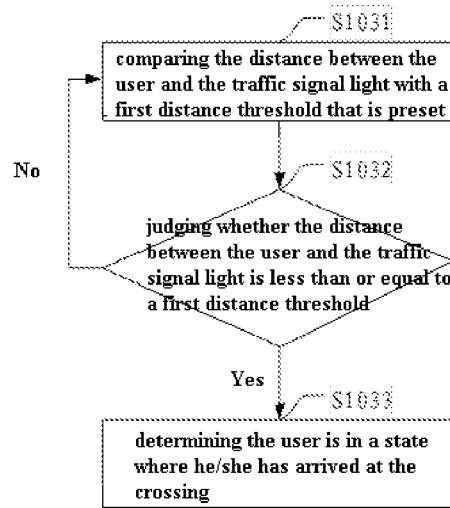 S1031
comparing the distance between the
user and the traffic signal light with a
first distance threshold that is preset
No
S1032
judging whether the distance
between the user and the traffic
signal light is less than or equal to
a first distance threshold
Yes
S1033
determining the user is in a state
where he/she has arrived at the
crossing